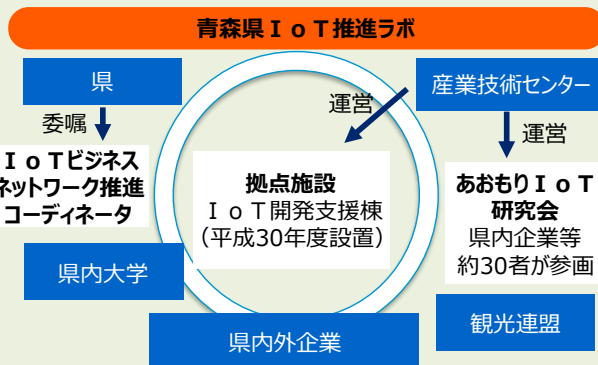 青森県ＩｏＴ推進ラボ
県
産業技術センター
委嘱
運営
運営
ＩｏＴビジネス
ネットワーク推進
コーディネータ
拠点施設
ＩｏＴ開発支援棟
（平成30年度設置）
あおもりＩｏＴ
研究会
県内企業等
約30者が参画
県内大学
県内外企業
観光連盟